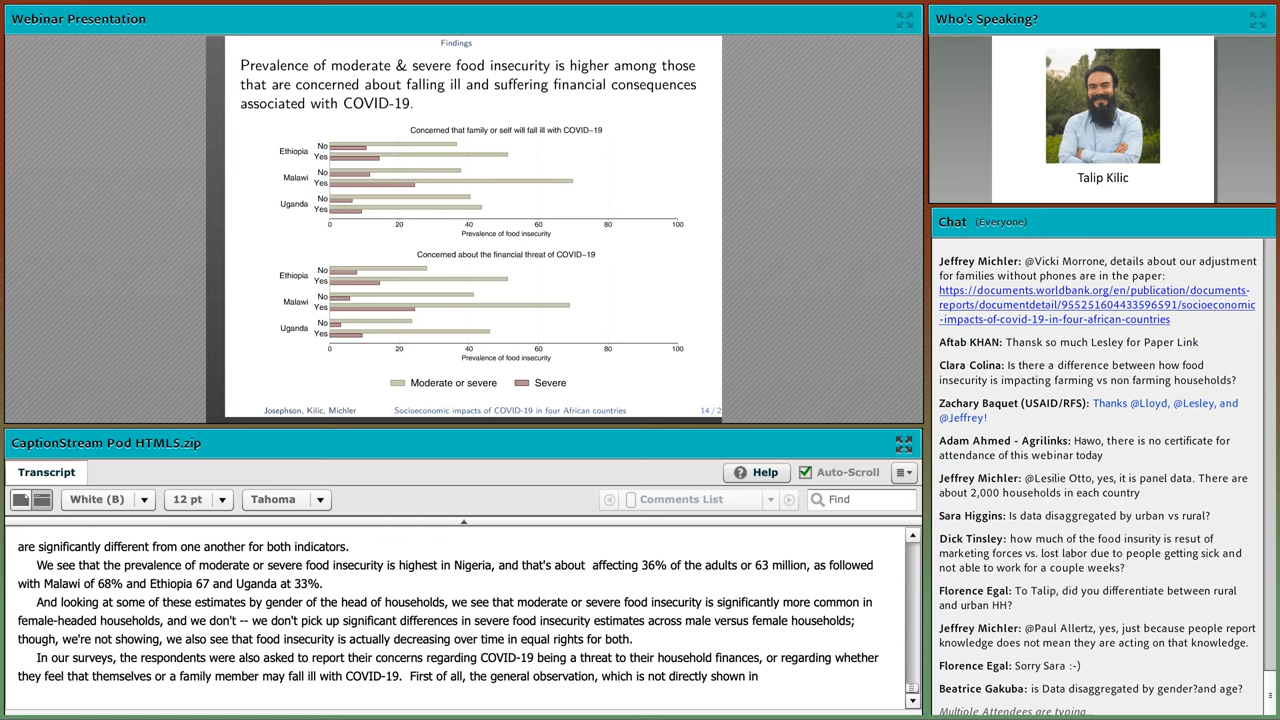 Webinar Presentation
Findings
Prevalence of moderate & severe food insecurity is higher among those
that are concerned about falling ill and suffering financial consequences
associated with COVID-19.
Concerned that family or self will fall ill with COVID-19
Ethiopia
No
Yes
Malawi
No
Yes
Uganda
No
Yes
0 20 40 60 80 100
Prevalence of food insecurity
Concerned about the financial threat of COVID-19
Ethiopia
No
Yes
Malawi
No
Yes
Uganda
No
Yes
0 20 40 60 80 100
Prevalence of food insecurity
Moderate or severe Severe
Josephson, Kilic, Michler Socioeconomic impacts of COVID-19 in four African countries 14 / 2
CaptionStream Pod HTML5.zip
Transcript
Help Auto-Scroll
White (B) 12 pt Tahoma Comments List Find
are significantly different from one another for both indicators.
We see that the prevalence of moderate or severe food insecurity is highest in Nigeria, and that's about affecting 36% of the adults or 63 million, as followed
with Malawi of 68% and Ethiopia 67 and Uganda at 33%.
And looking at some of these estimates by gender of the head of households, we see that moderate or severe food insecurity is significantly more common in
female-headed households, and we don't -- we don't pick up significant differences in severe food insecurity estimates across male versus female households;
though, we're not showing, we also see that food insecurity is actually decreasing over time in equal rights for both.
In our surveys, the respondents were also asked to report their concerns regarding COVID-19 being a threat to their household finances, or regarding whether
they feel that themselves or a family member may fall ill with COVID-19. First of all, the general observation, which is not directly shown in
Who's Speaking?
Talip Kilic
Chat (Everyone)
Jeffrey Michler: @Vicki Morrone, details about our adjustment
for families without phones are in the paper:
https://documents.worldbank.org/en/publication/documents-
reports/documentdetail/955251604433596591/socioeconomic
-impacts-of-covid-19-in-four-african-countries
Aftab KHAN: Thansk so much Lesley for Paper Link
Clara Colina: Is there a difference between how food
insecurity is impacting farming vs non farming households?
Zachary Baquet (USAID/RFS): Thanks @Lloyd, @Lesley, and
@Jeffrey!
Adam Ahmed - Agrilinks: Hawo, there is no certificate for
attendance of this webinar today
Jeffrey Michler: @Leslie Otto, yes, it is panel data. There are
about 2,000 households in each country
Sara Higgins: Is data disaggregated by urban vs rural?
Dick Tinsley: how much of the food insurity is resut of
marketing forces vs. lost labor due to people getting sick and
not able to work for a couple weeks?
Florence Egal: To Talip, did you differentiate between rural
and urban HH?
Jeffrey Michler: @Paul Allertz, yes, just because people report
knowledge does not mean they are acting on that knowledge.
Florence Egal: Sorry Sara :-)
Beatrice Gakuba: is Data disaggregated by gender?and age?
Multiple Attendees are typing...